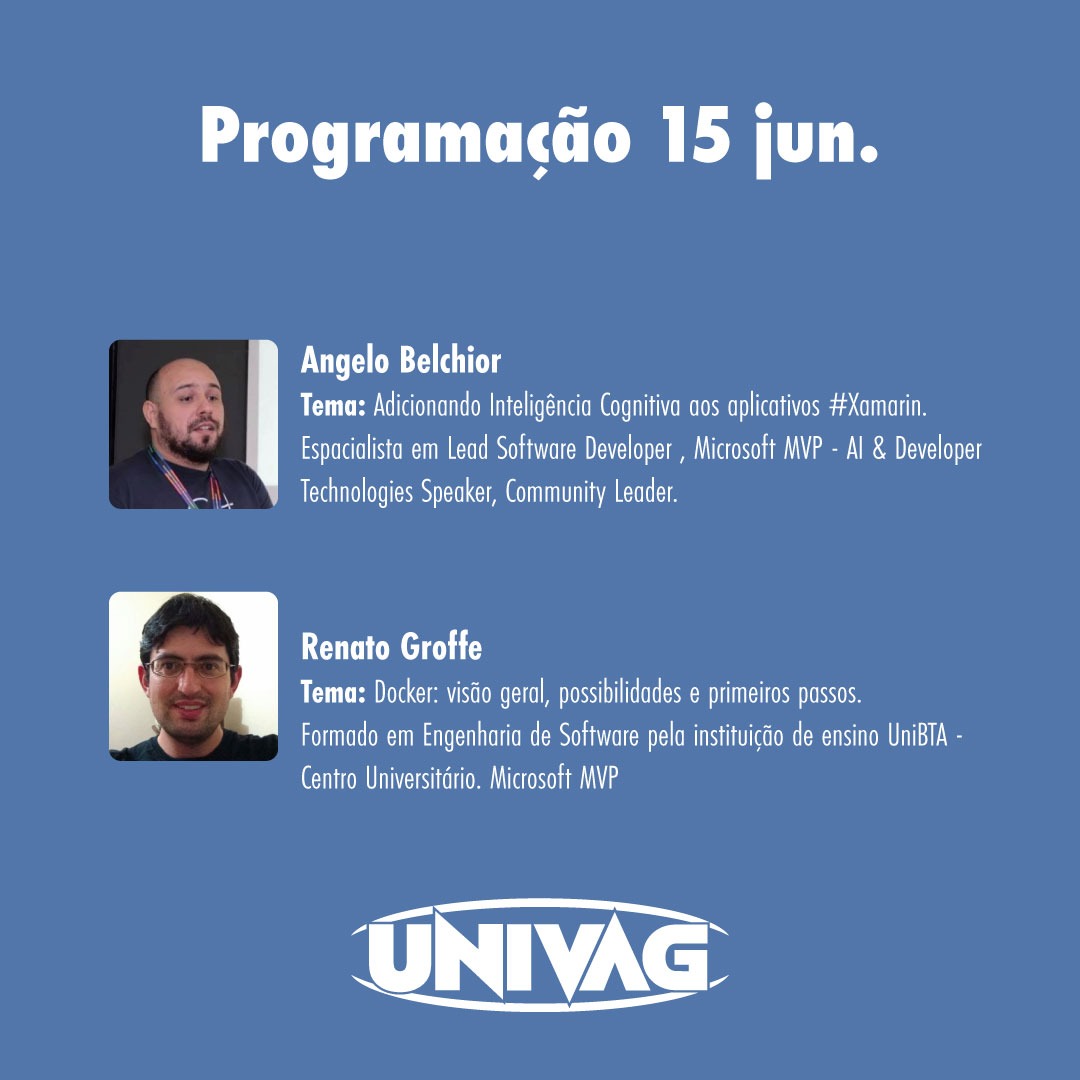 Programação 15 jun.
Angelo Belchior
Tema: Adicionando Inteligência Cognitiva aos aplicativos #Xamarin.
Espacialista em Lead Software Developer , Microsoft MVP - AI & Developer
Technologies Speaker, Community Leader.
Renato Groffe
Tema: Docker: visão geral, possibilidades e primeiros passos.
Formado em Engenharia de Software pela instituição de ensino UniBTA -
Centro Universitário. Microsoft MVP
UNIVAG